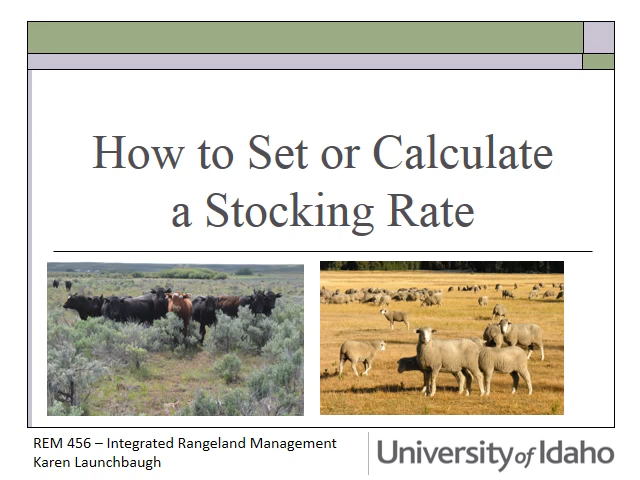 How to Set or Calculate
a Stocking Rate
REM 456 – Integrated Rangeland Management
Karen Launchbaugh
University of Idaho